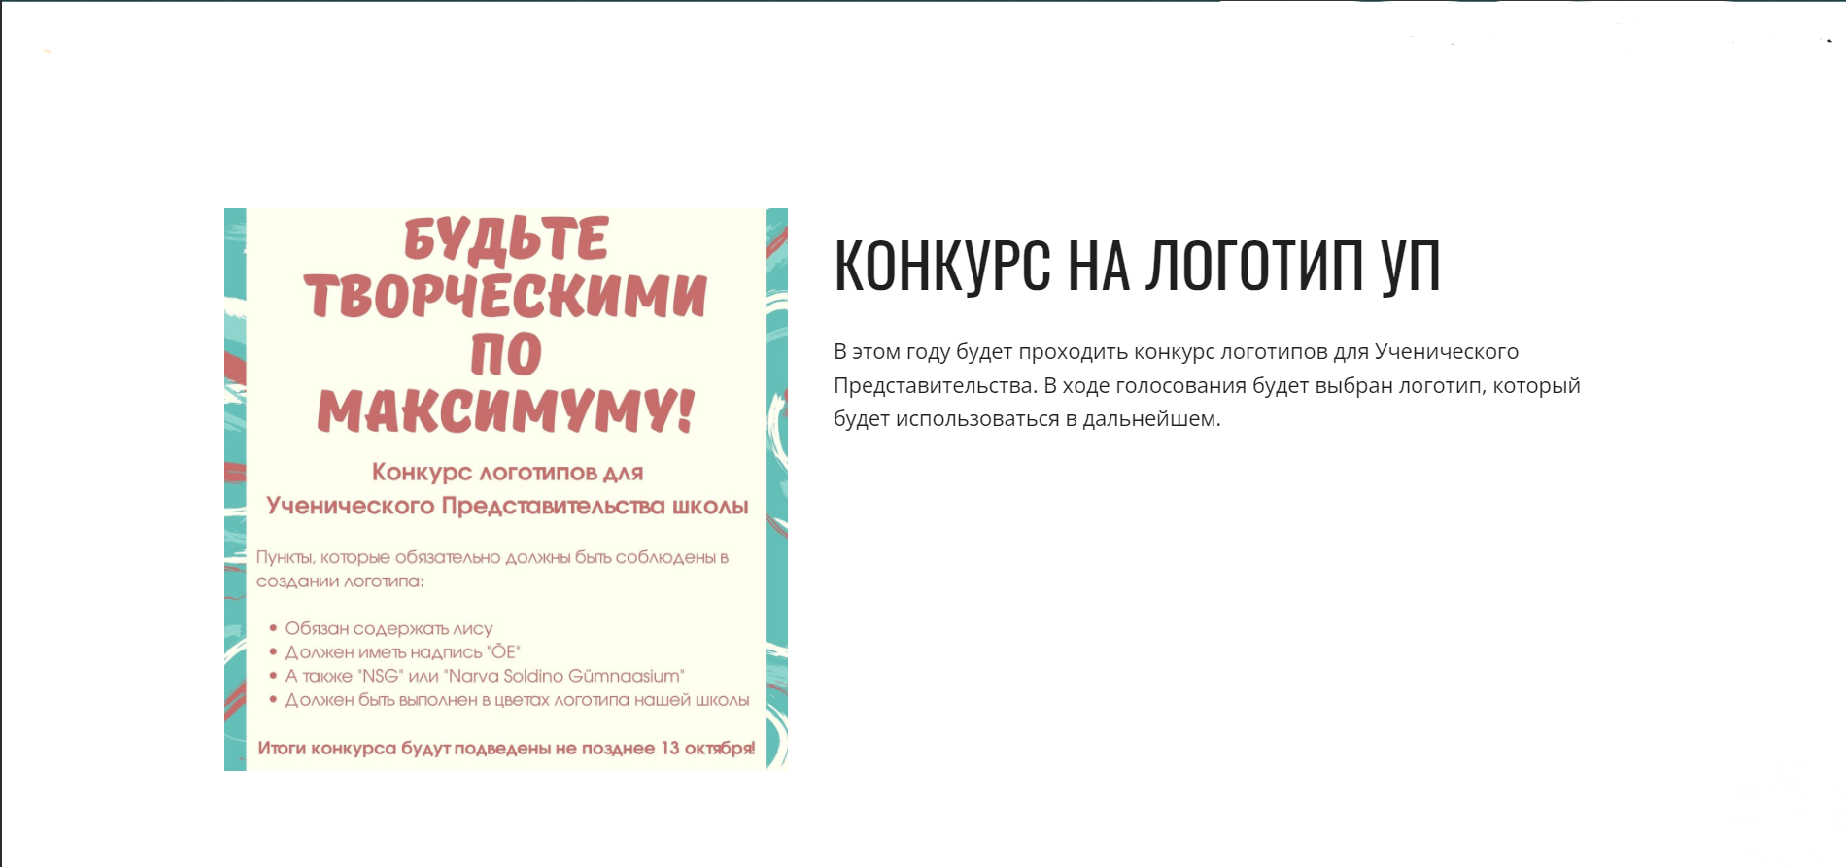 БУДЬТЕ
ТВОРЧЕСКИМИ
ПО
МАКСИМУМУ!
Конкурс логотипов для
Ученического Представительства школы
Пункты, которые обязательно должны быть соблюдены в
создании логотипа:
• Обязан содержать лису
• Должен иметь надпись "ÕE"
• А также "NSG" или "Narva Soldino Gümnaasium"
• Должен быть выполнен в цветах логотипа нашей школы
Итоги конкурса будут подведены не позднее 13 октября!
КОНКУРС НА ЛОГОТИП УП
В этом году будет проходить конкурс логотипов для Ученического
Представительства. В ходе голосования будет выбран логотип, который
будет использоваться в дальнейшем.